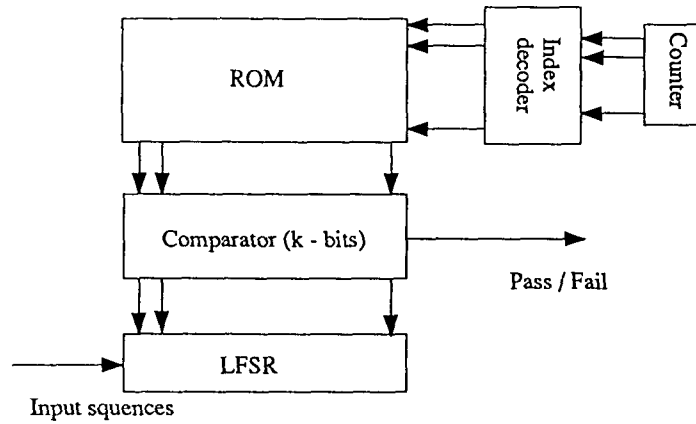 ROM
Index
decoder
Counter
Comparator (k - bits)
Pass / Fail
LFSR
Input squences